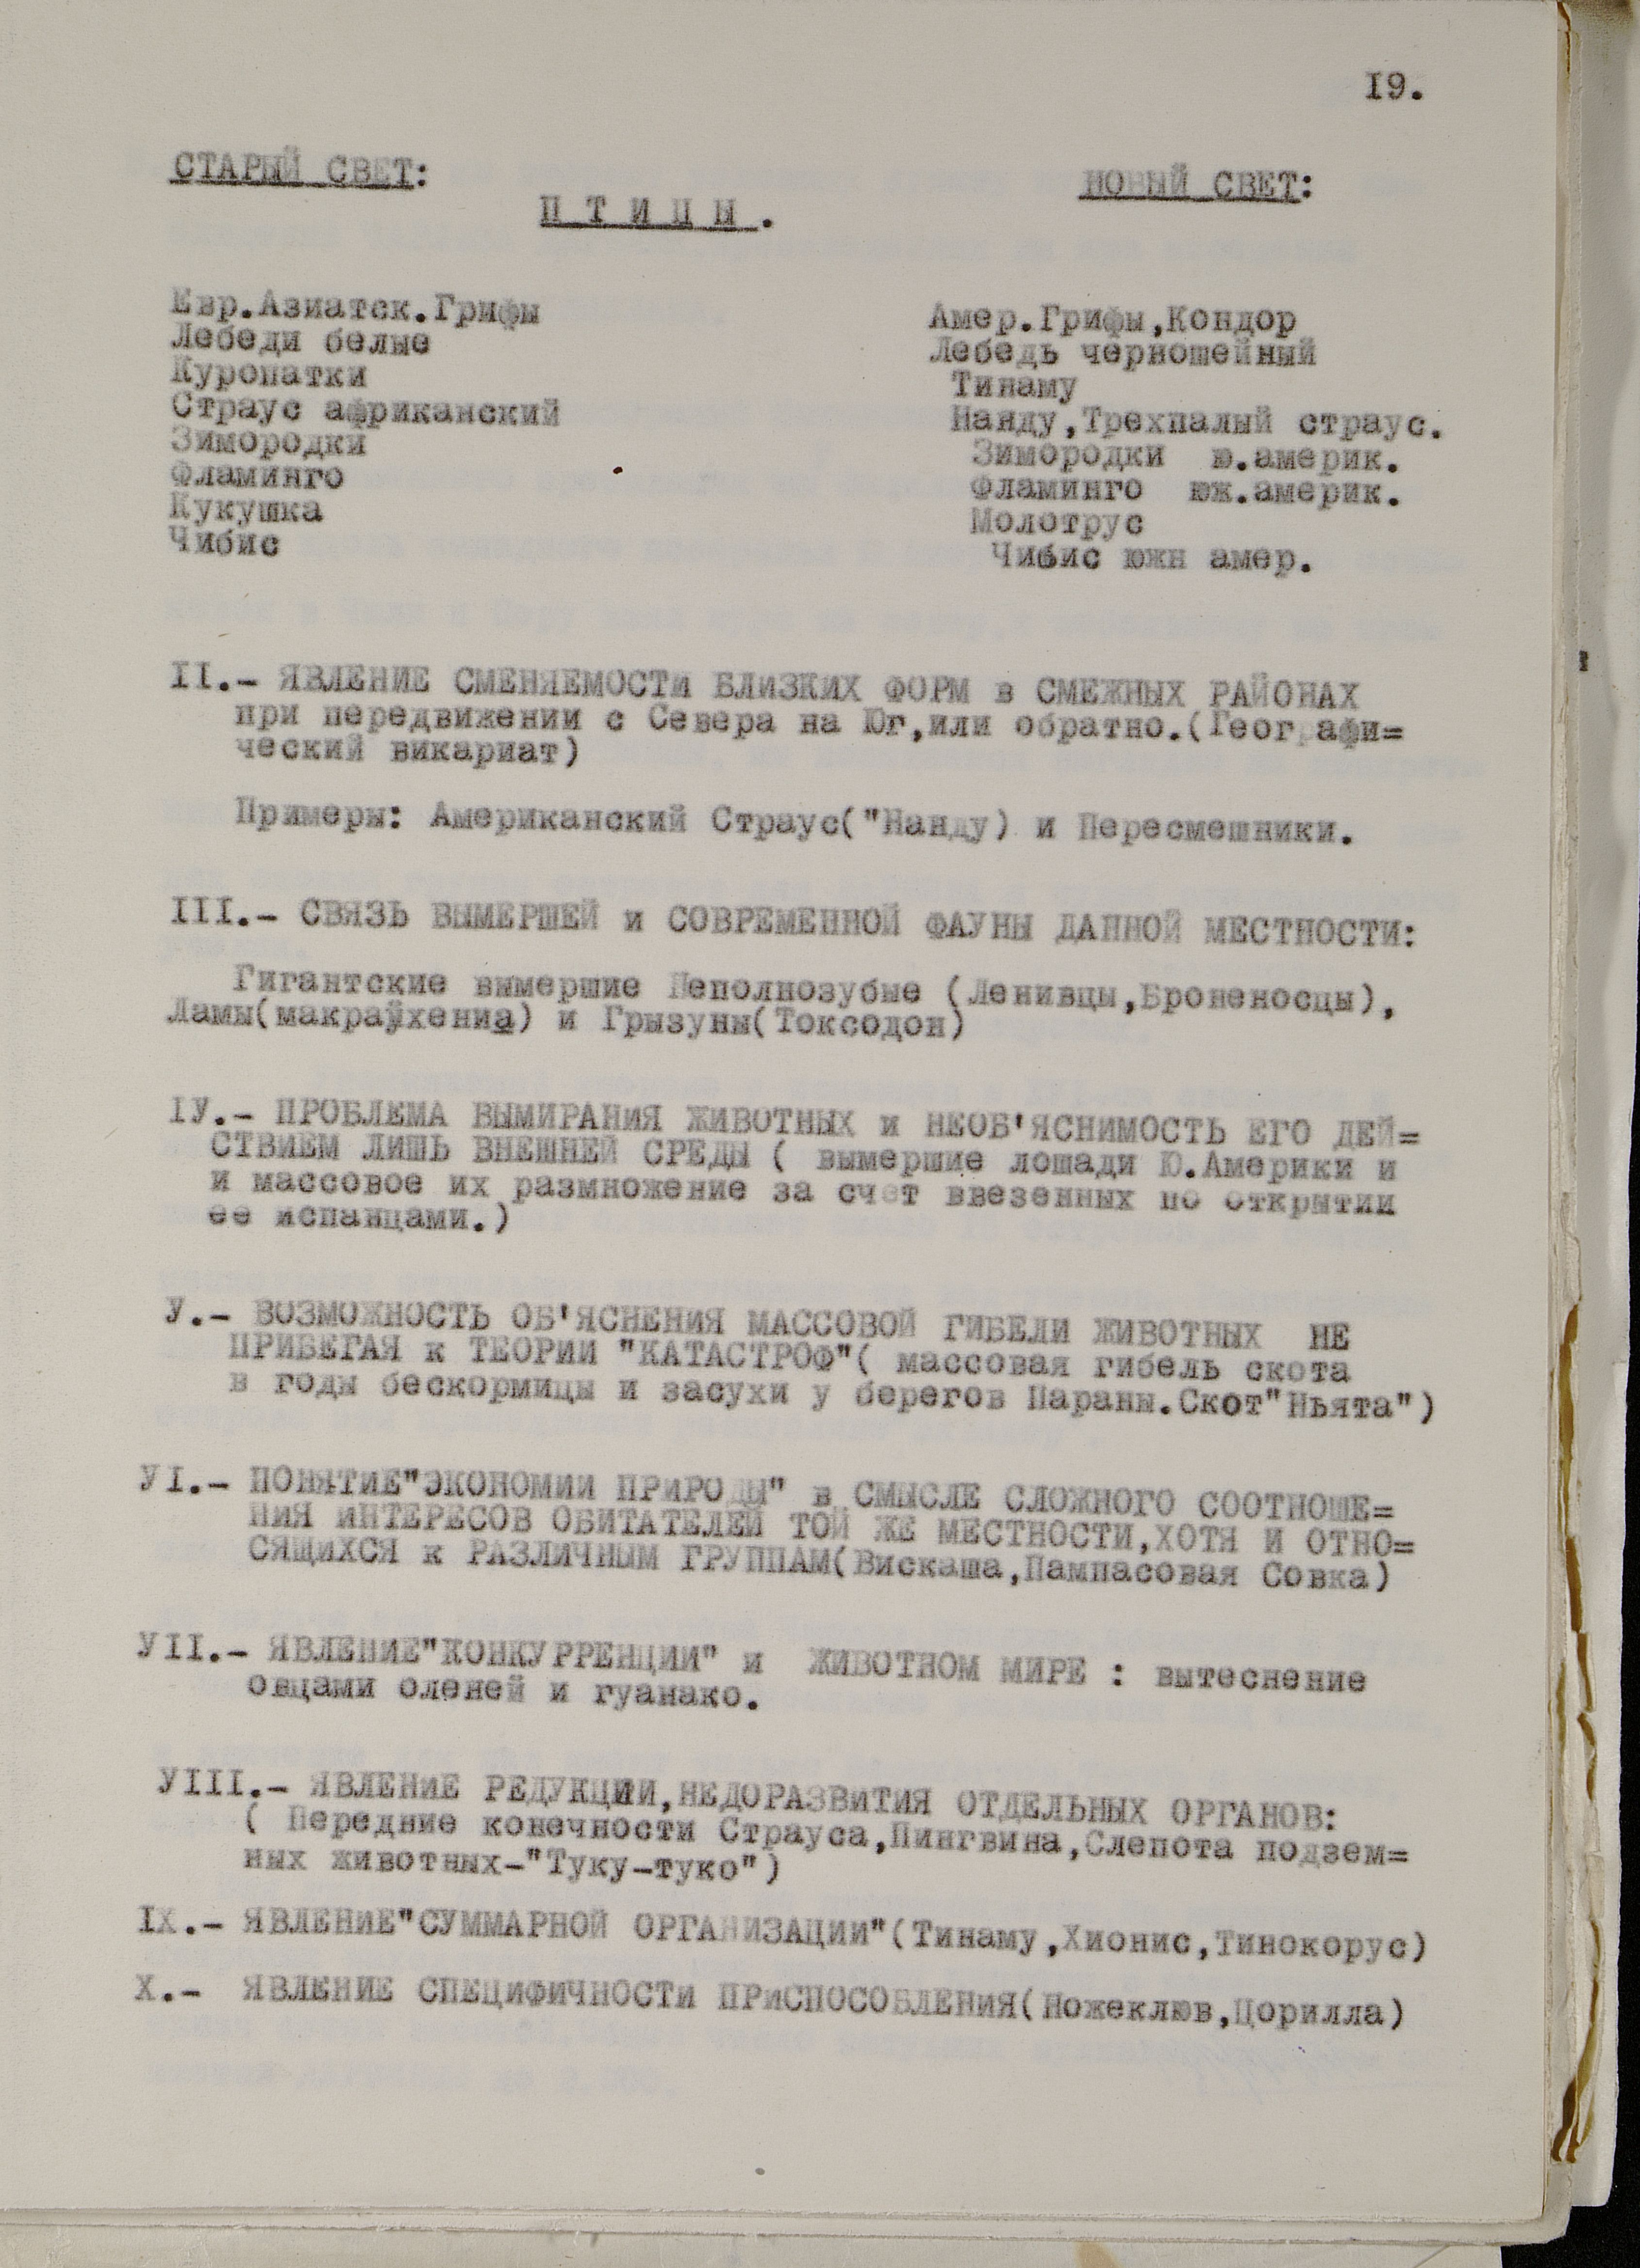 I9.
СТАРЫЙ СВЕТ:
НОВЫЙ СВЕТ:
П Т И Ц Ы .
Евр.Азиатск.Грифы
Лебеди белые
Куропатки
Страус африканский
Зимородки
Фламинго
Кукушка
Чибис
Амер.Грифы,Кондор
Лебедь черношейный
Тинаму
Нанду,Трехпалый страус.
Зимородки ю.америк.
Фламинго юж.америк.
Молотрус
Чибис южн амер.
II.- ЯВЛЕНИЕ СМЕНЯЕМОСТИ БЛИЗКИХ ФОРМ в СМЕЖНЫХ РАЙОНАХ
при передвижении с Севера на Юг,или обратно.(Географи=
ческий викариат)
Примеры: Американский Страус("Нанду) и Пересмешники.
III.- СВЯЗЬ ВЫМЕРШЕЙ и СОВРЕМЕННОЙ ФАУНЫ ДАННОЙ МЕСТНОСТИ:
Гигантские вымершие Неполнозубые (Ленивцы,Броненосцы),
Ламы(макраухениа) и Грызуны(Токсодон)
IУ.- ПРОБЛЕМА ВЫМИРАНИЯ ЖИВОТНЫХ и НЕОБ'ЯСНИМОСТЬ ЕГО ДЕЙ=
СТВИЕМ ЛИШЬ ВНЕШНЕЙ СРЕДЫ ( вымершие лошади Ю.Америки и
и массовое их размножение за счет ввезенных по открытии
ее испанцами.)
У.- ВОЗМОЖНОСТЬ ОБ'ЯСНЕНИЯ МАССОВОЙ ГИБЕЛИ ЖИВОТНЫХ НЕ
ПРИБЕГАЯ к ТЕОРИИ "КАТАСТРОФ"( массовая гибель скота
в годы бескормицы и засухи у берегов Параны.Скот"Ньята")
УI.- ПОНЯТИЕ"ЭКОНОМИИ ПРИРОДЫ" в СМЫСЛЕ СЛОЖНОГО СООТНОШЕ=
НИЯ ИНТЕРЕСОВ ОБИТАТЕЛЕЙ ТОЙ ЖЕ МЕСТНОСТИ,ХОТЯ И ОТНО=
СЯЩИХСЯ к РАЗЛИЧНЫМ ГРУППАМ(Вискаша,Пампасовая Совка)
УII.- ЯВЛЕНИЕ"КОНКУРРЕНЦИИ" и ЖИВОТНОМ МИРЕ : вытеснение
овцами оленей и гуанако.
УIII.- ЯВЛЕНИЕ РЕДУКЦИИ,НЕДОРАЗВИТИЯ ОТДЕЛЬНЫХ ОРГАНОВ:
( Передние конечности Страуса,Пингвина,Слепота подзем=
ных животных-"Туку-туко")
IX.- ЯВЛЕНИЕ"СУММАРНОЙ ОРГАНИЗАЦИИ"(Тинаму,Хионис,Тинокорус)
X.- ЯВЛЕНИЕ СПЕЦИФИЧНОСТИ ПРИСПОСОБЛЕНИЯ(Ножеклюв,Цорилла)